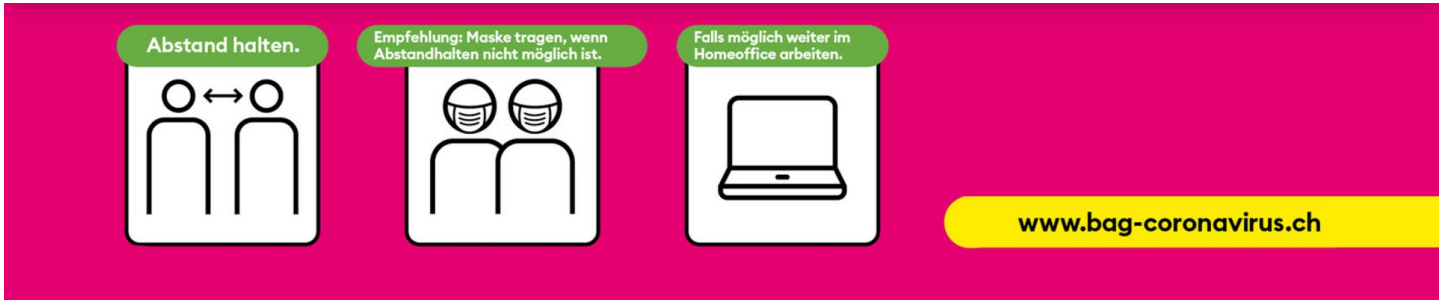 Abstand halten.
Empfehlung: Maske tragen, wenn
Abstandhalten nicht möglich ist.
Falls möglich weiter im
Homeoffice arbeiten.
www.bag-coronavirus.ch